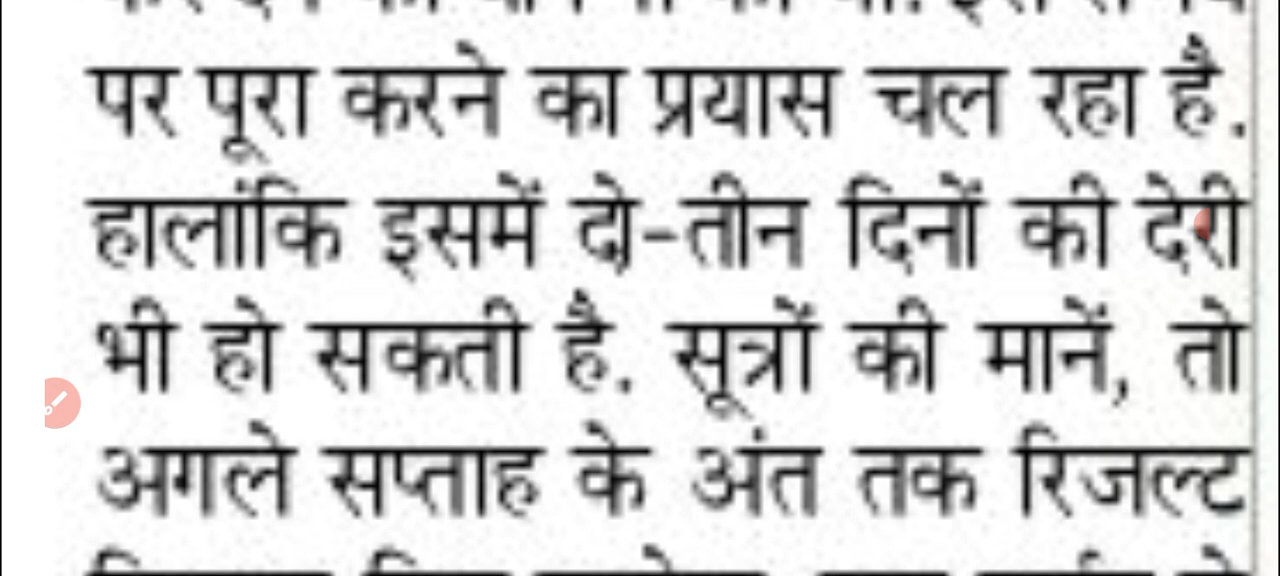 पर पूरा करने का प्रयास चल रहा है.
हालांकि इसमें दो-तीन दिनों की देरी
भी हो सकती है. सूत्रों की मानें, तो
अगले सप्ताह के अंत तक रिजल्ट